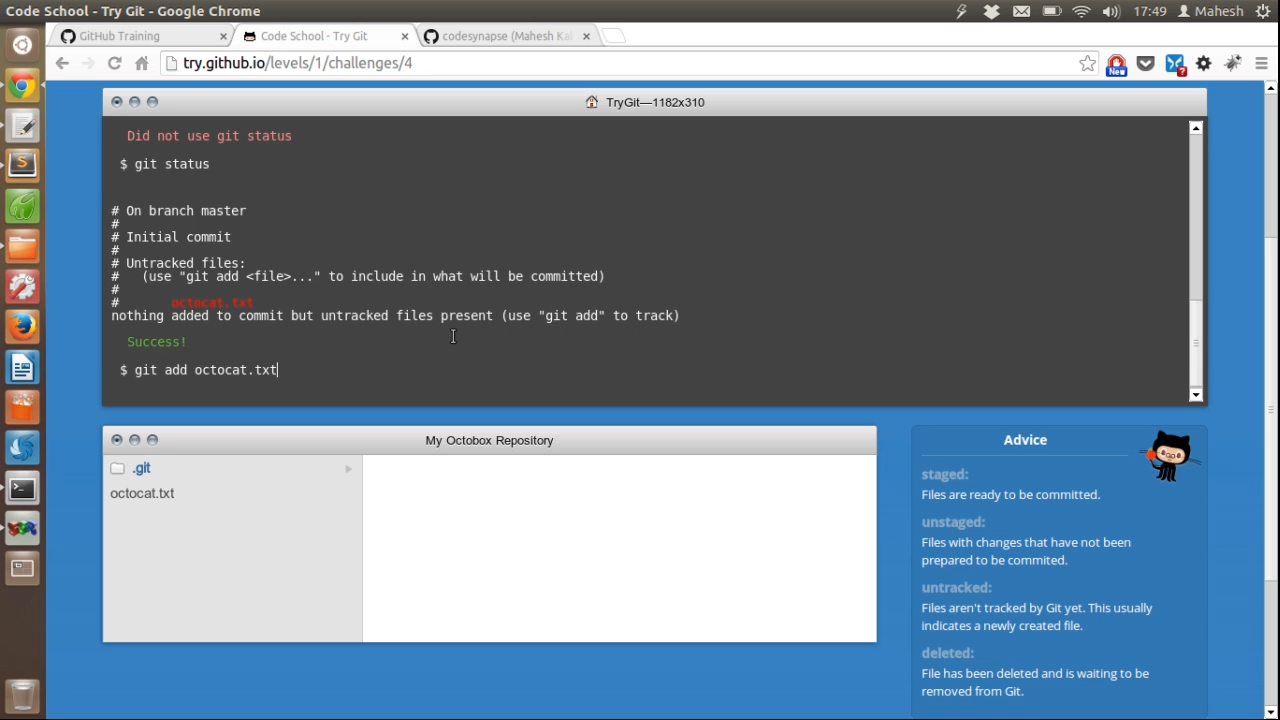 Code School - Try Git - Google Chrome
17:49
Mahesh
GitHub Training
Code School - Try Git
codesynapse (Mahesh Kal
try.github.io/levels/1/challenges/4
New
?
TryGit—1182x310
Did not use git status
$ git status
# On branch master
#
# Initial commit
#
# Untracked files:
#   (use "git add <file>..." to include in what will be committed)
#
#       octocat.txt
nothing added to commit but untracked files present (use "git add" to track)
Success!
$ git add octocat.txt
My Octobox Repository
.git
octocat.txt
Advice
staged:
Files are ready to be committed.
unstaged:
Files with changes that have not been
prepared to be commited.
untracked:
Files aren't tracked by Git yet. This usually
indicates a newly created file.
deleted:
File has been deleted and is waiting to be
removed from Git.